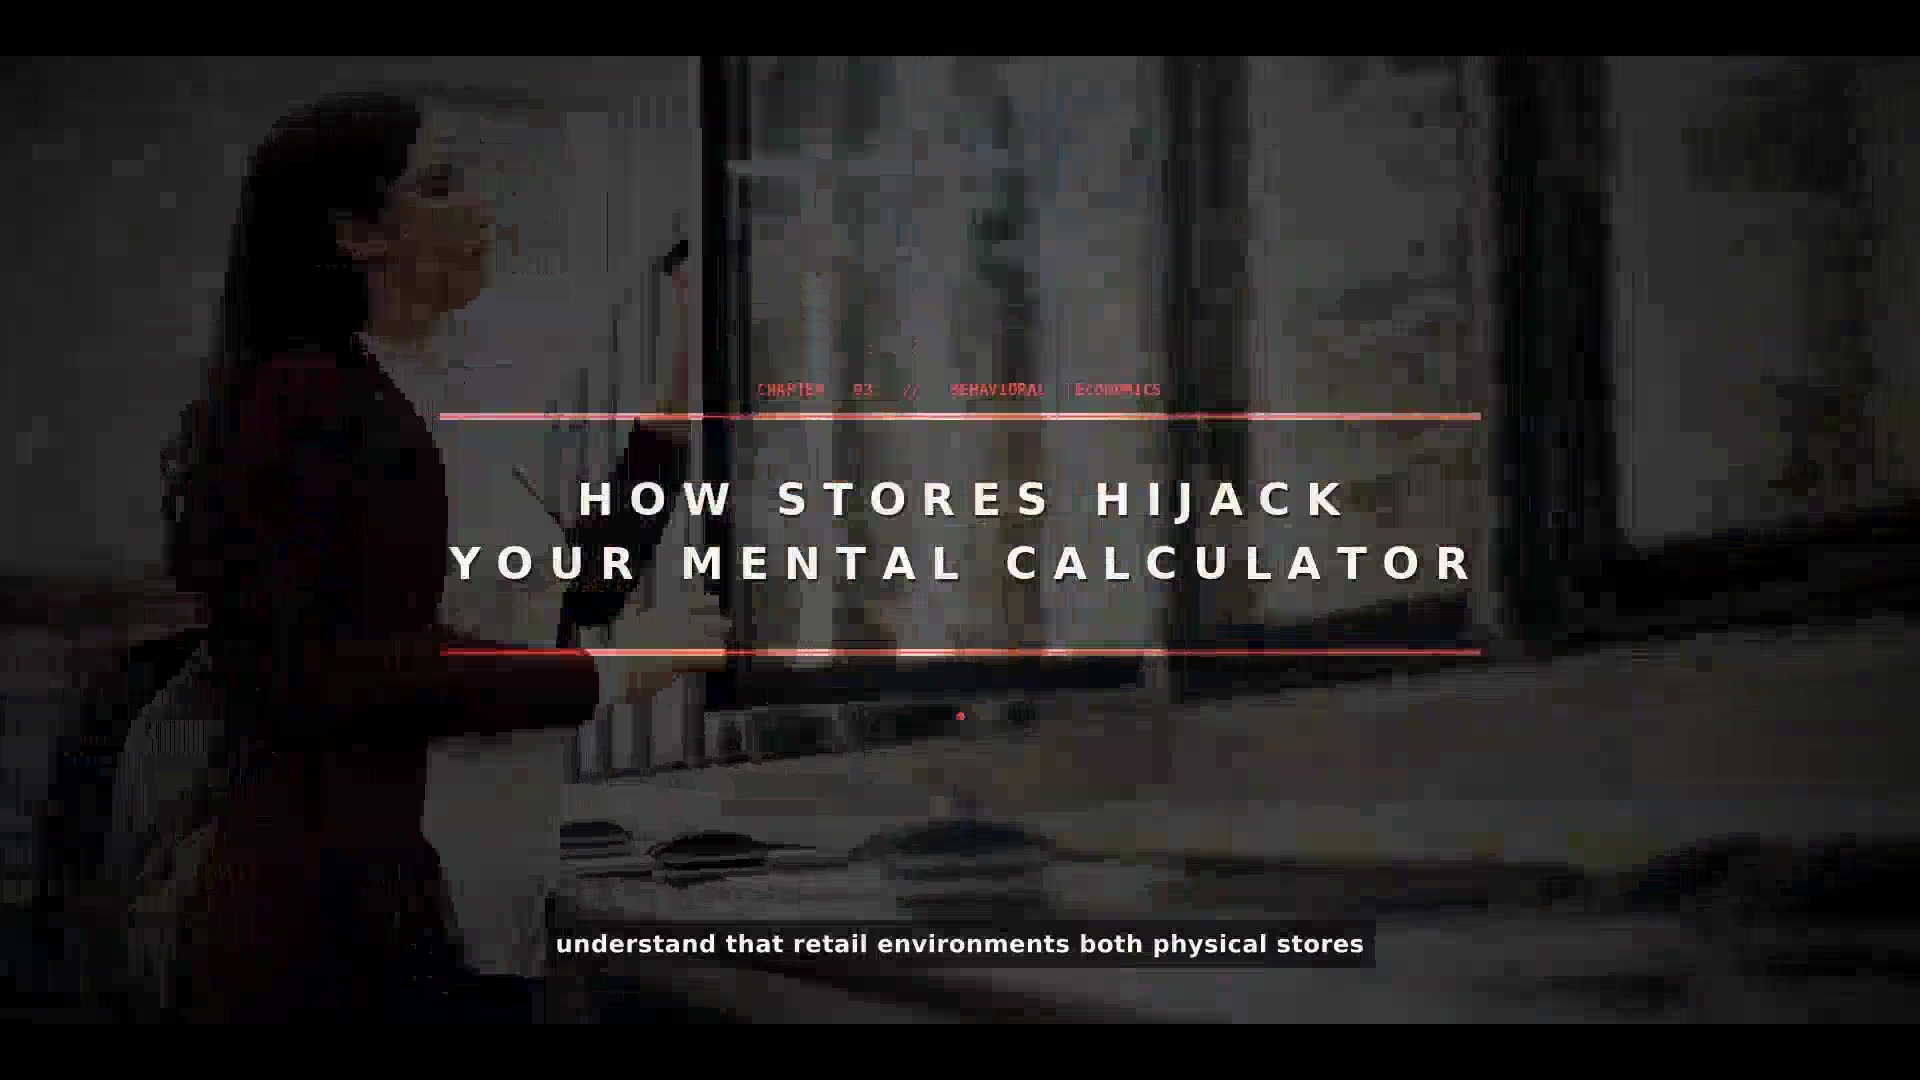 CHAPTER 03 // BEHAVIORAL ECONOMICS
HOW STORES HIJACK
YOUR MENTAL CALCULATOR
understand that retail environments both physical stores